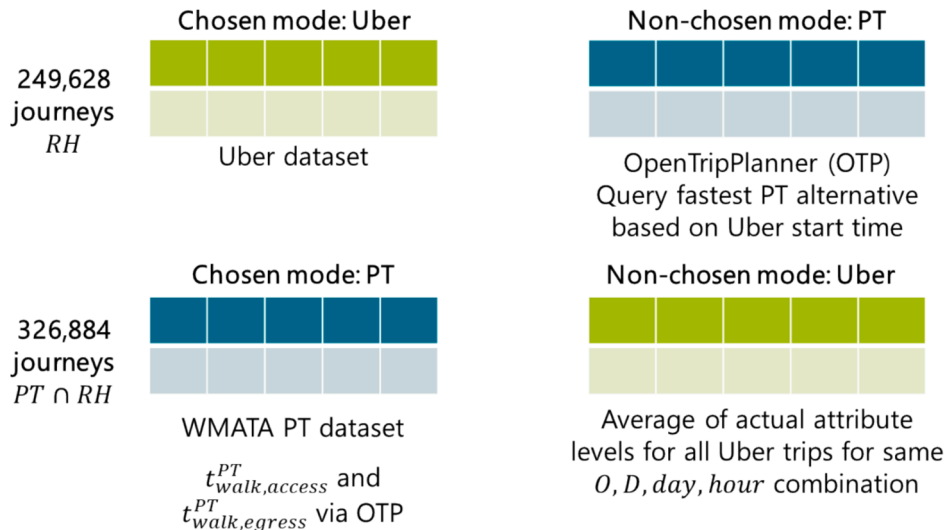 Chosen mode: Uber
Non-chosen mode: PT
249,628
journeys
RH
Uber dataset
OpenTripPlanner (OTP)
Query fastest PT alternative
based on Uber start time
Chosen mode: PT
Non-chosen mode: Uber
326,884
journeys
PT ∩ RH
WMATA PT dataset
t^{PT}_{walk,access} and
t^{PT}_{walk,egress} via OTP
Average of actual attribute
levels for all Uber trips for same
O, D, day, hour combination